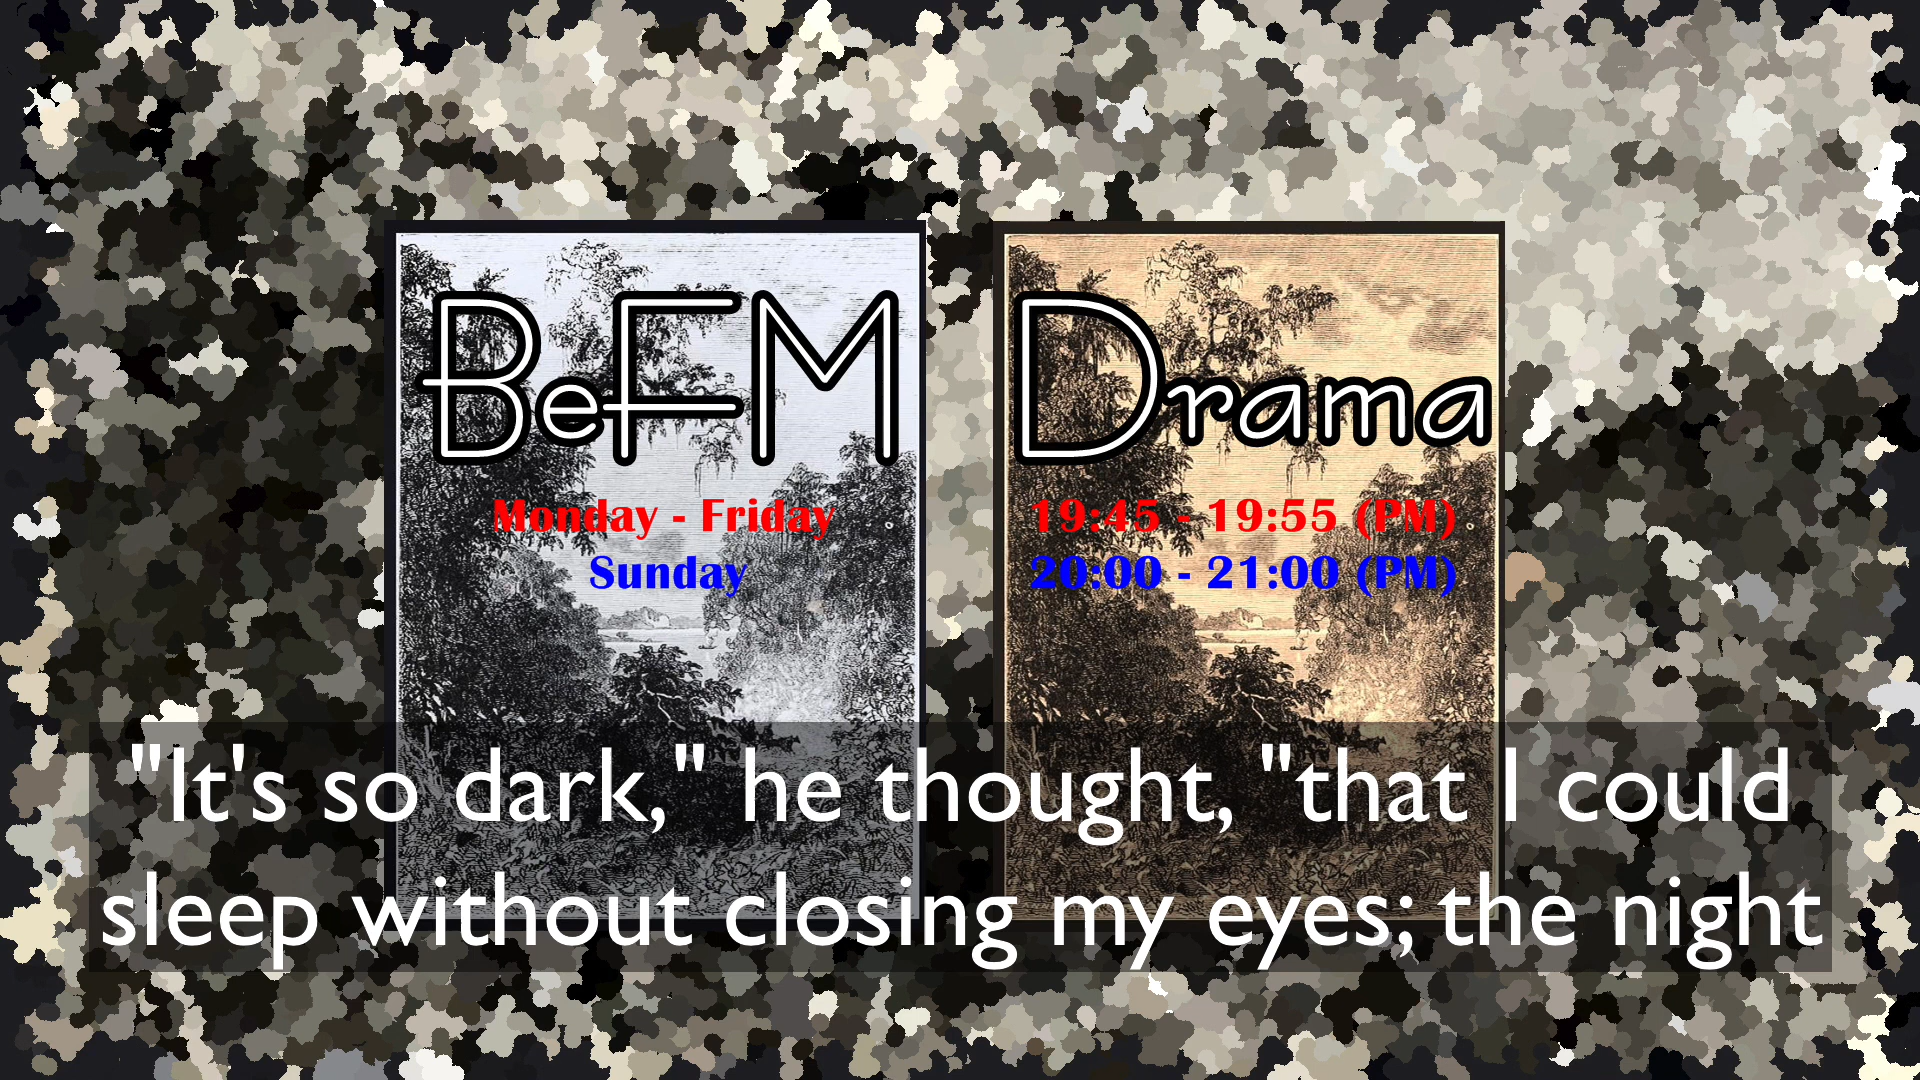 BeFM Drama
Monday - Friday 19:45 - 19:55 (PM)
Sunday 20:00 - 21:00 (PM)
"It's so dark," he thought, "that I could
sleep without closing my eyes; the night